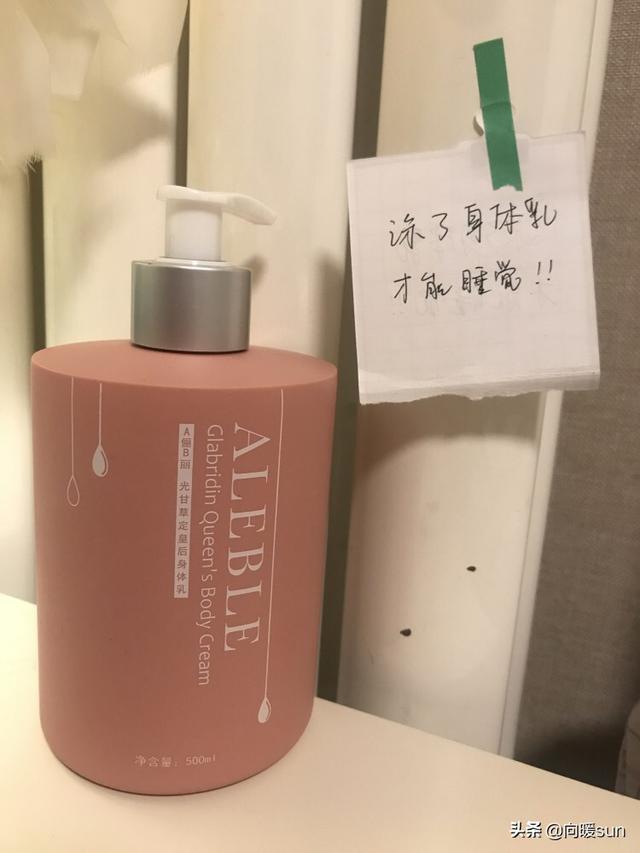 涂了身体乳
才能睡觉!!
ALEBLE
Glabridin Queen's Body Cream
A俪B丽 光甘草定皇后身体乳
净含量：500ml
头条 @向暖sun